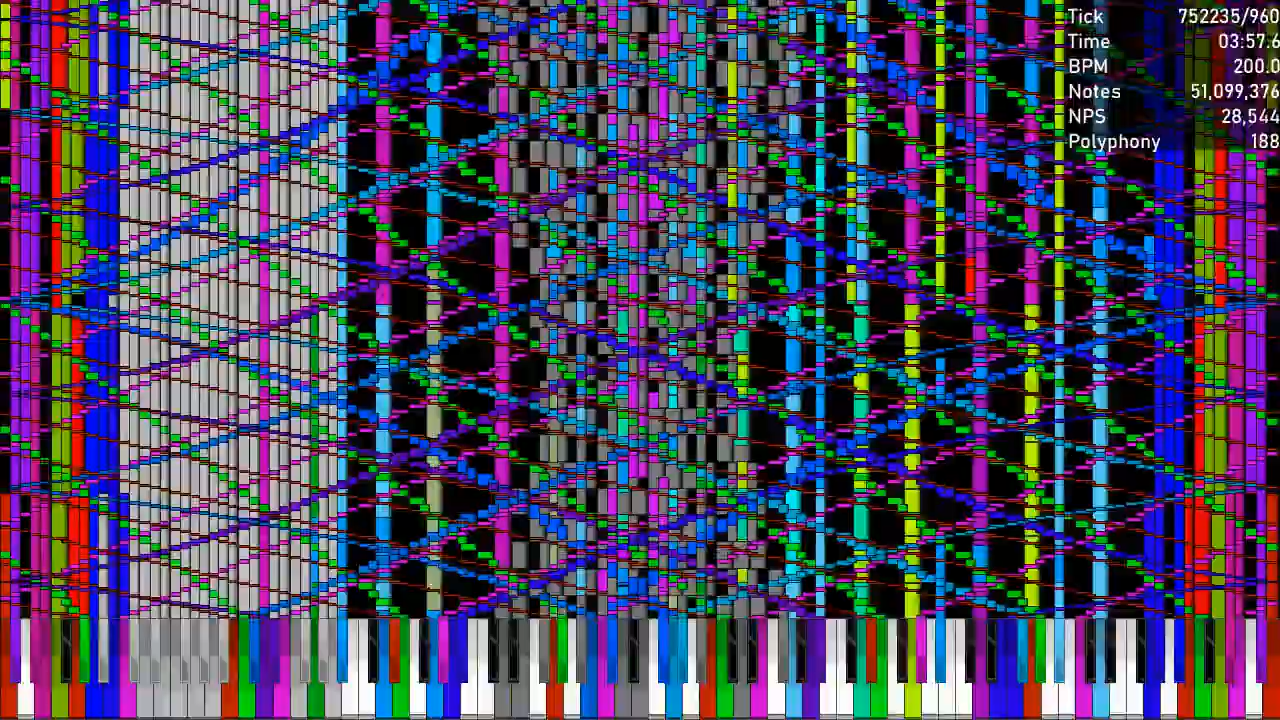 Tick 752235/960
Time 03:57.6
BPM 200.0
Notes 51,099,376
NPS 28,544
Polyphony 188